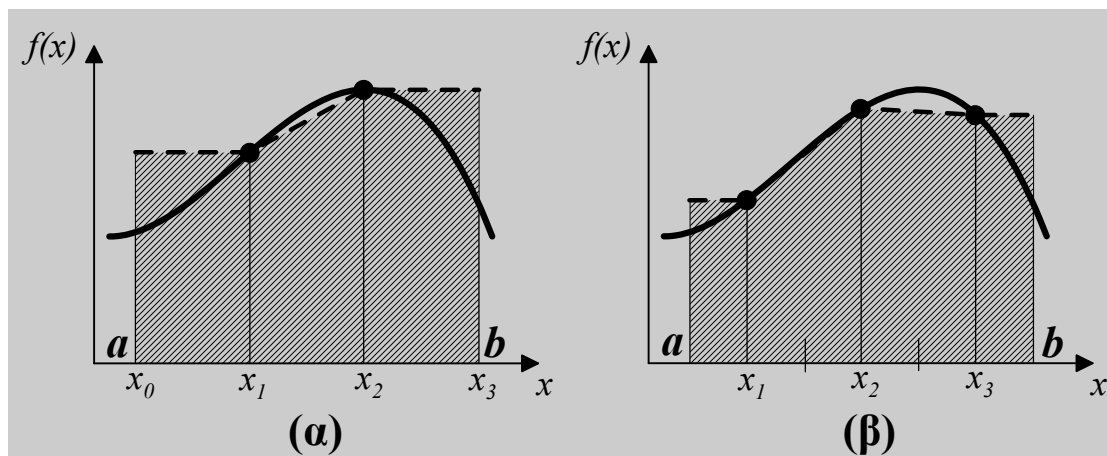 f(x) f(x)
a b a b
x₀ x₁ x₂ x₃ x x₁ x₂ x₃ x
(α) (β)